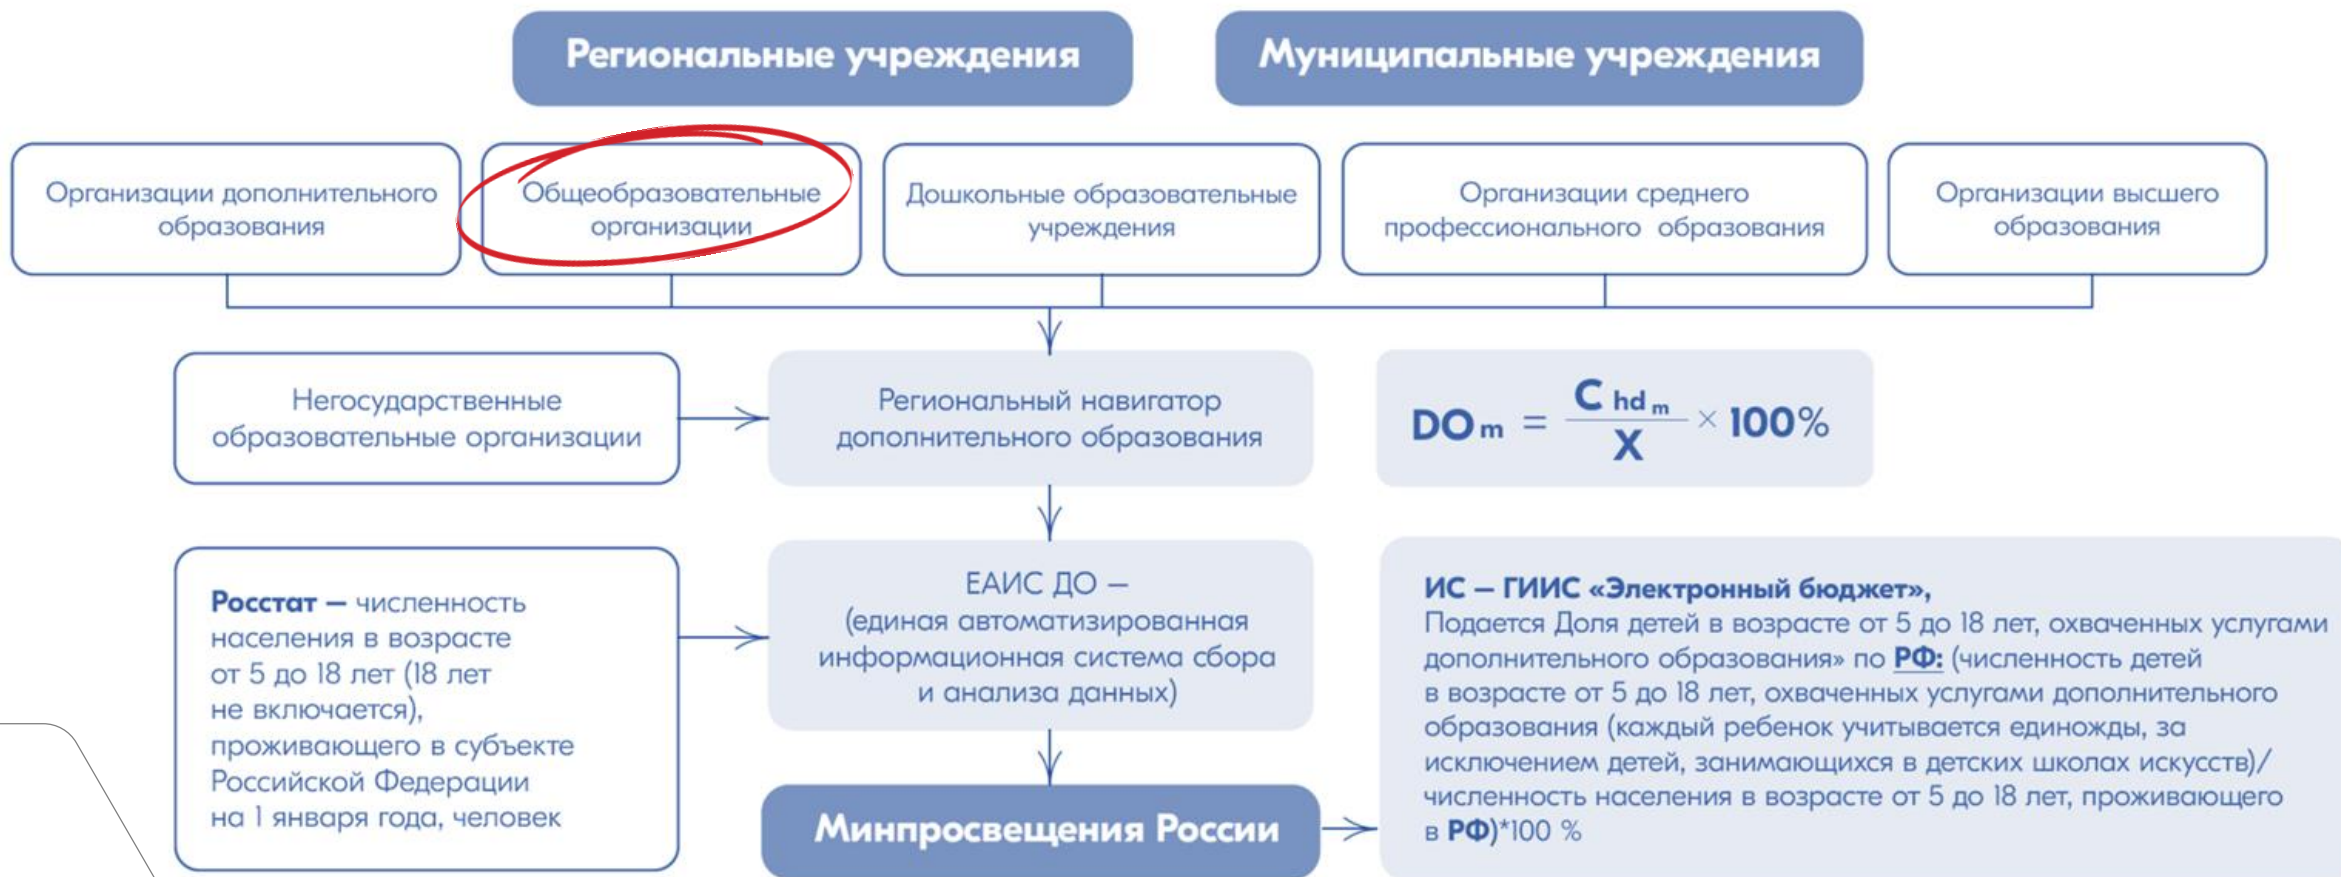 Региональные учреждения
Муниципальные учреждения
Организации дополнительного
образования
Общеобразовательные
организации
Дошкольные образовательные
учреждения
Организации среднего
профессионального образования
Организации высшего
образования
Негосударственные
образовательные организации
Региональный навигатор
дополнительного образования
DO m = C hd m / X × 100%
Росстат – численность
населения в возрасте
от 5 до 18 лет (18 лет
не включается),
проживающего в субъекте
Российской Федерации
на 1 января года, человек
ЕАИС ДО –
(единая автоматизированная
информационная система сбора
и анализа данных)
Минпросвещения России
ИС – ГИИС «Электронный бюджет»,
Подается Доля детей в возрасте от 5 до 18 лет, охваченных услугами
дополнительного образования» по РФ: (численность детей
в возрасте от 5 до 18 лет, охваченных услугами дополнительного
образования (каждый ребенок учитывается единожды, за
исключением детей, занимающихся в детских школах искусств)/
численность населения в возрасте от 5 до 18 лет, проживающего
в РФ)*100 %